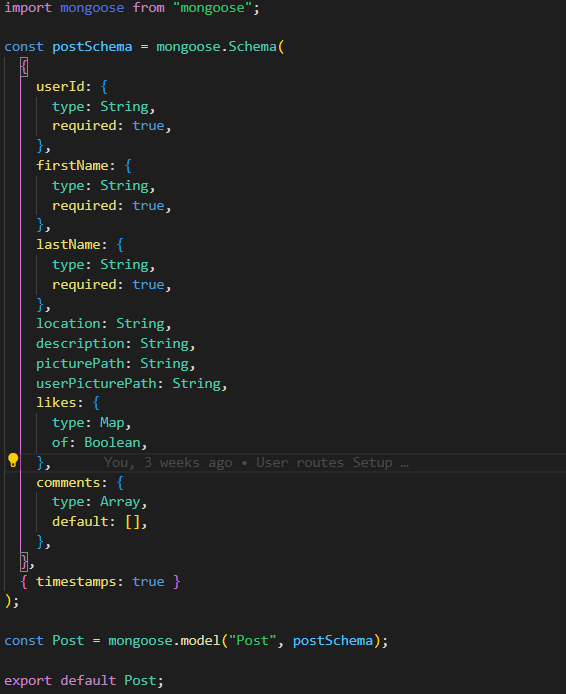 import mongoose from "mongoose";
const postSchema = mongoose.Schema(
{
userId: {
type: String,
required: true,
},
firstName: {
type: String,
required: true,
},
lastName: {
type: String,
required: true,
},
location: String,
description: String,
picturePath: String,
userPicturePath: String,
likes: {
type: Map,
of: Boolean,
}, You, 3 weeks ago • User routes Setup …
comments: {
type: Array,
default: [],
},
},
{ timestamps: true }
);
const Post = mongoose.model("Post", postSchema);
export default Post;